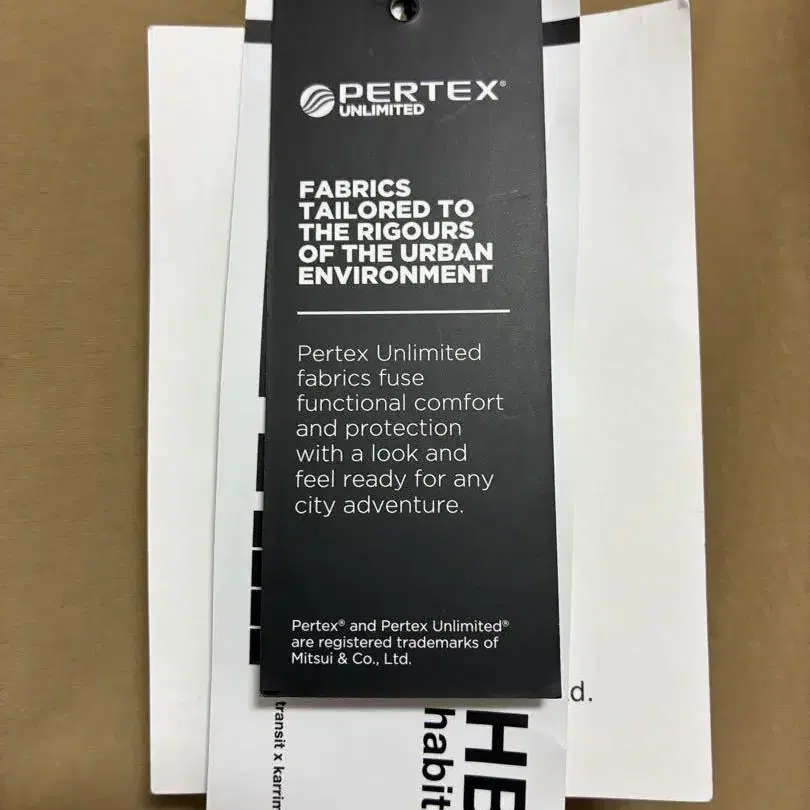 PERTEX®
UNLIMITED
FABRICS
TAILORED TO
THE RIGOURS
OF THE URBAN
ENVIRONMENT
Pertex Unlimited
fabrics fuse
functional comfort
and protection
with a look and
feel ready for any
city adventure.
Pertex® and Pertex Unlimited®
are registered trademarks of
Mitsui & Co., Ltd.
d.
transit x karrim
HE
habit